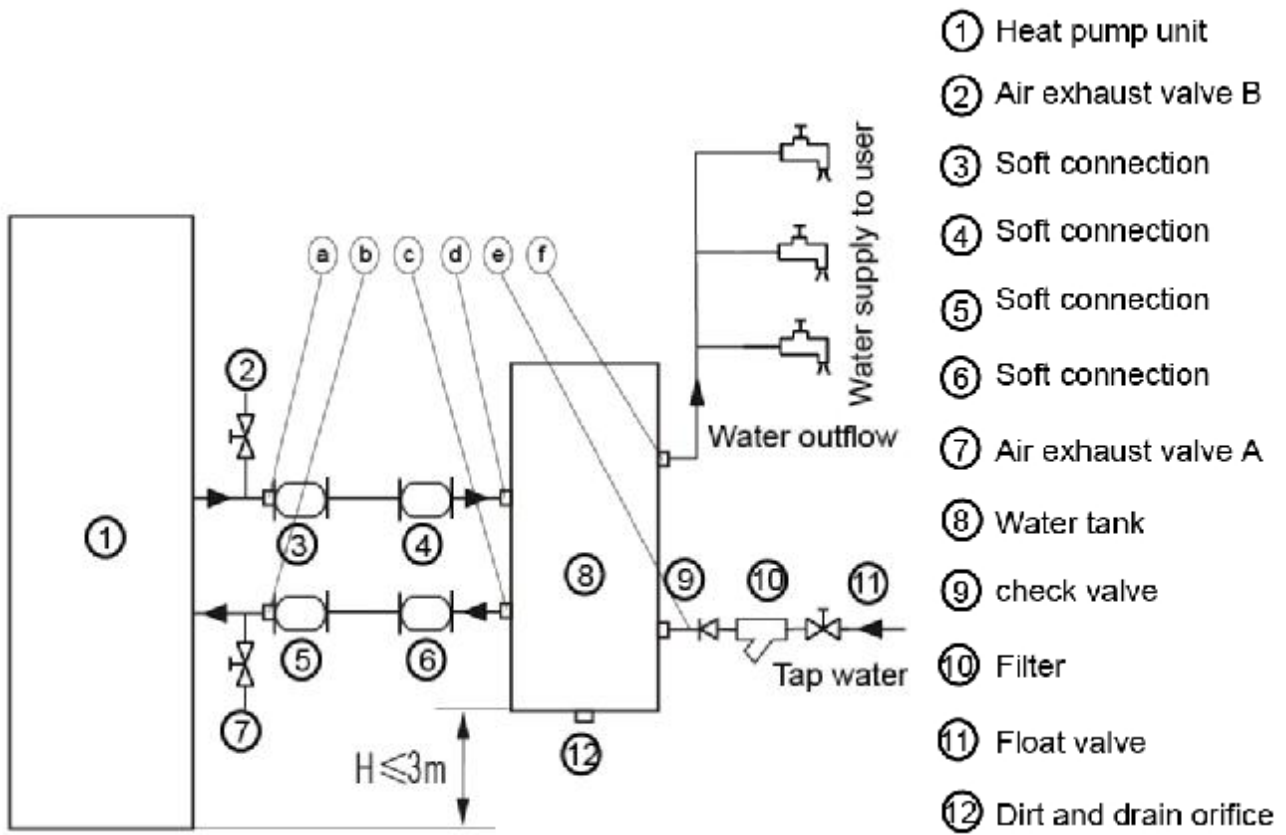 ① Heat pump unit
② Air exhaust valve B
③ Soft connection
④ Soft connection
⑤ Soft connection
⑥ Soft connection
⑦ Air exhaust valve A
⑧ Water tank
⑨ check valve
⑩ Filter
⑪ Float valve
⑫ Dirt and drain orifice
a b c d e f
Water supply to user
②
Water outflow
①
③ ④
⑧
⑨ ⑩ ⑪
⑤ ⑥
Tap water
⑦
⑫
H≤3m